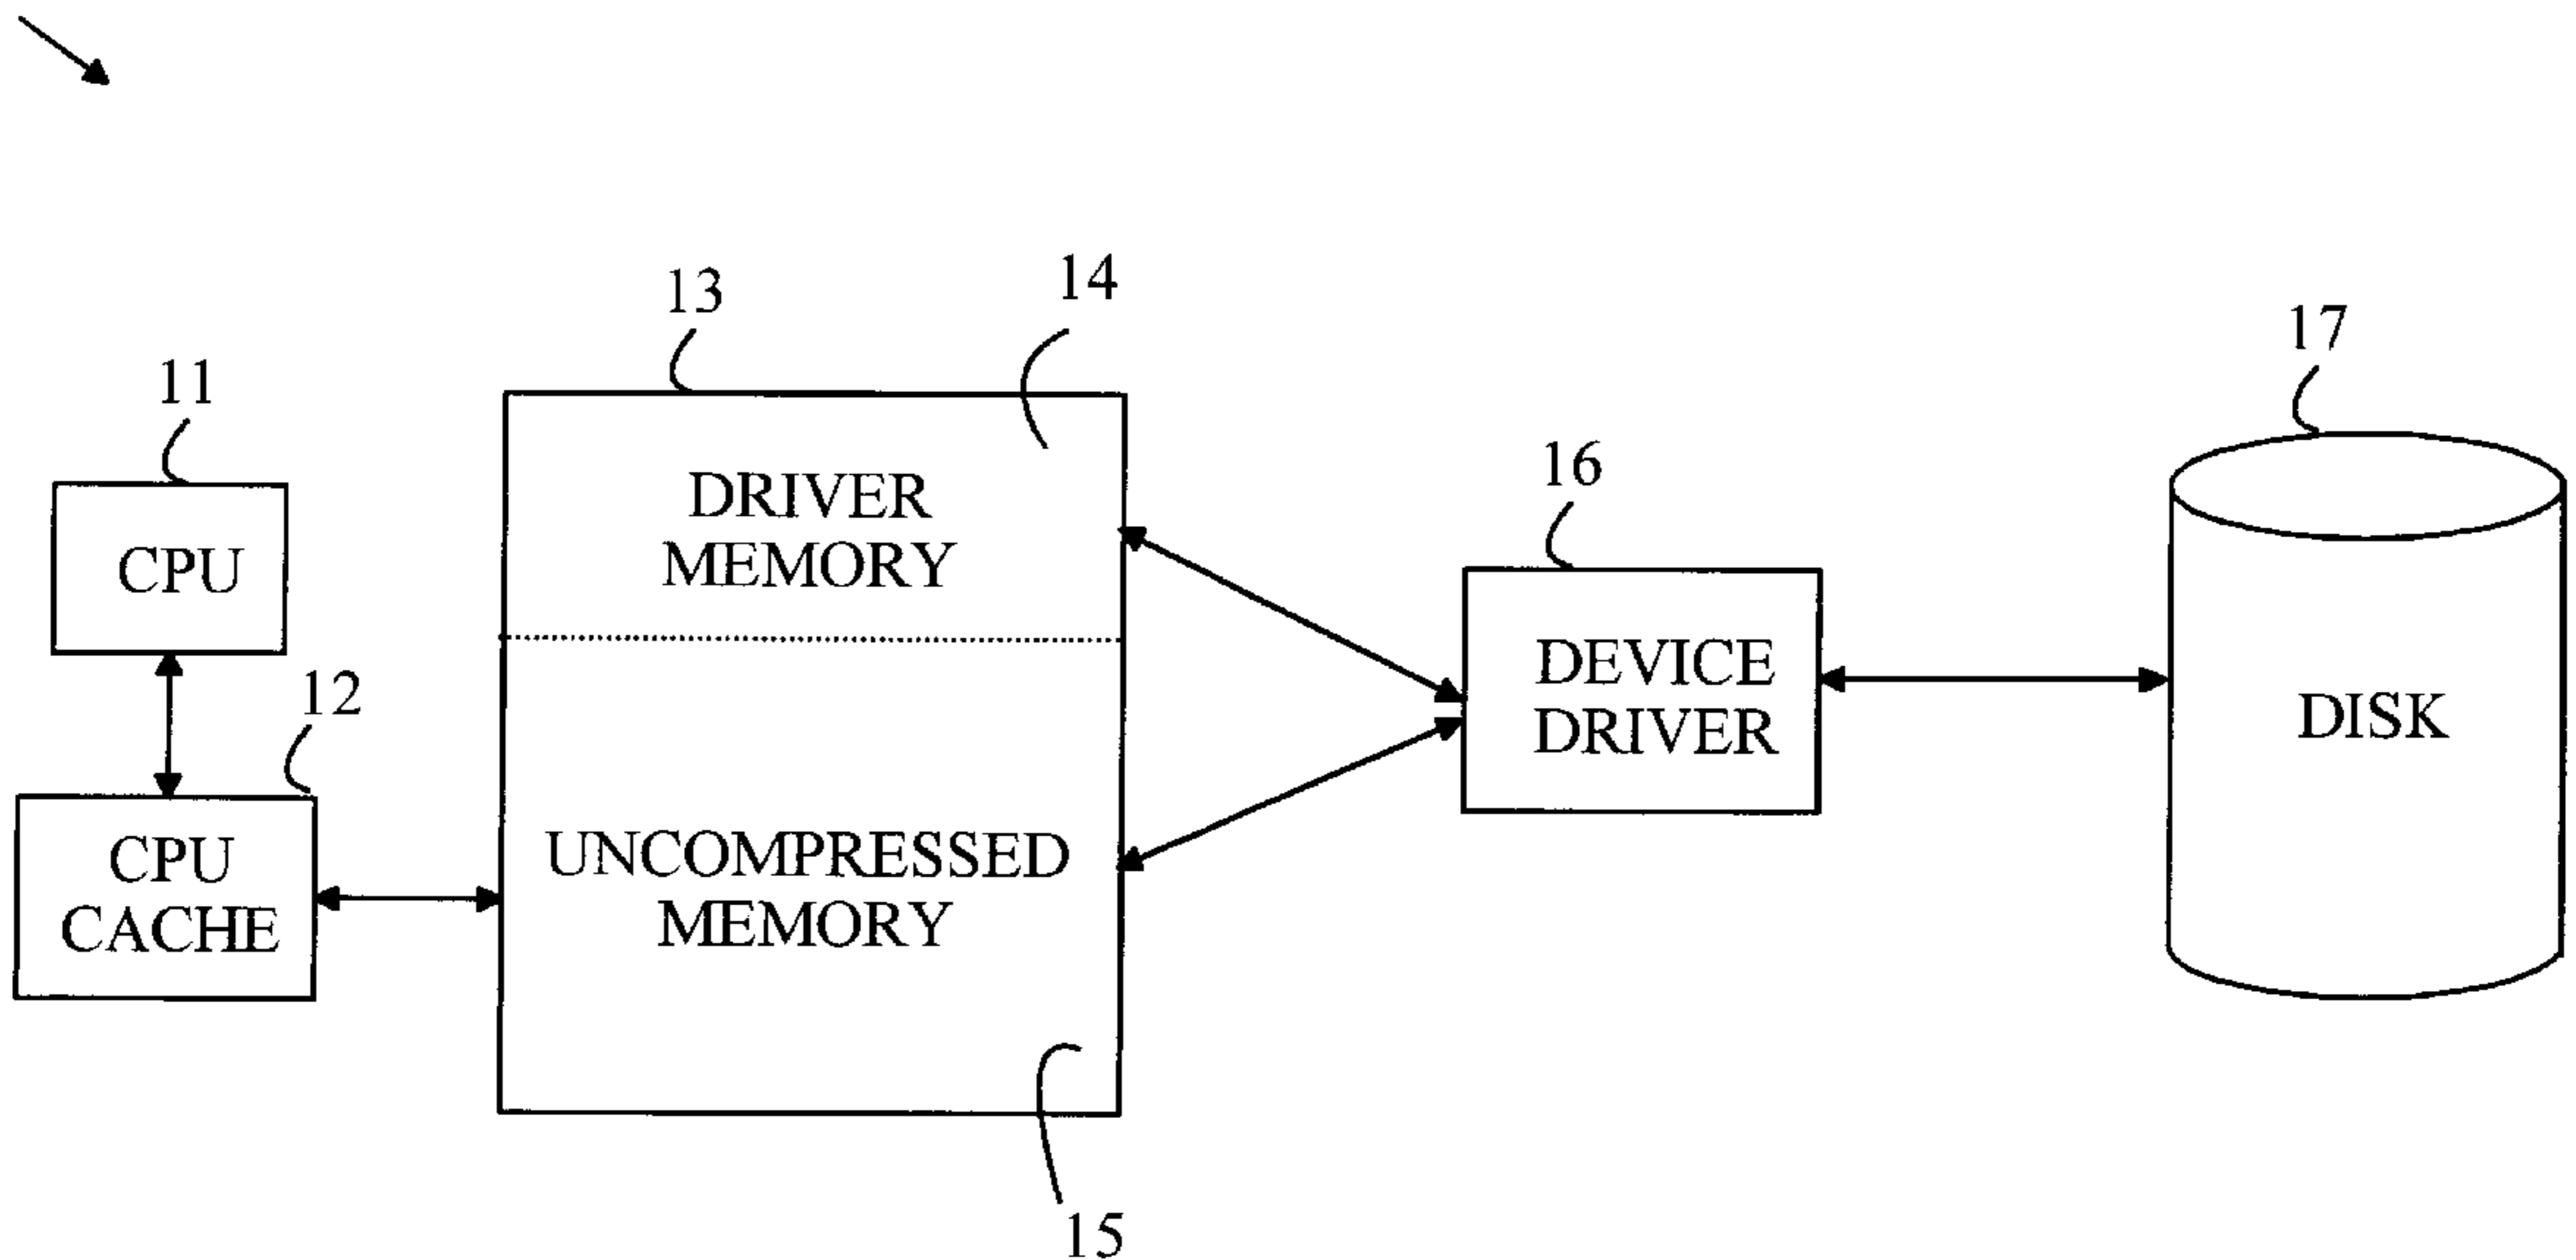 11
CPU
12
CPU
CACHE
13
14
DRIVER
MEMORY
UNCOMPRESSED
MEMORY
15
16
DEVICE
DRIVER
17
DISK